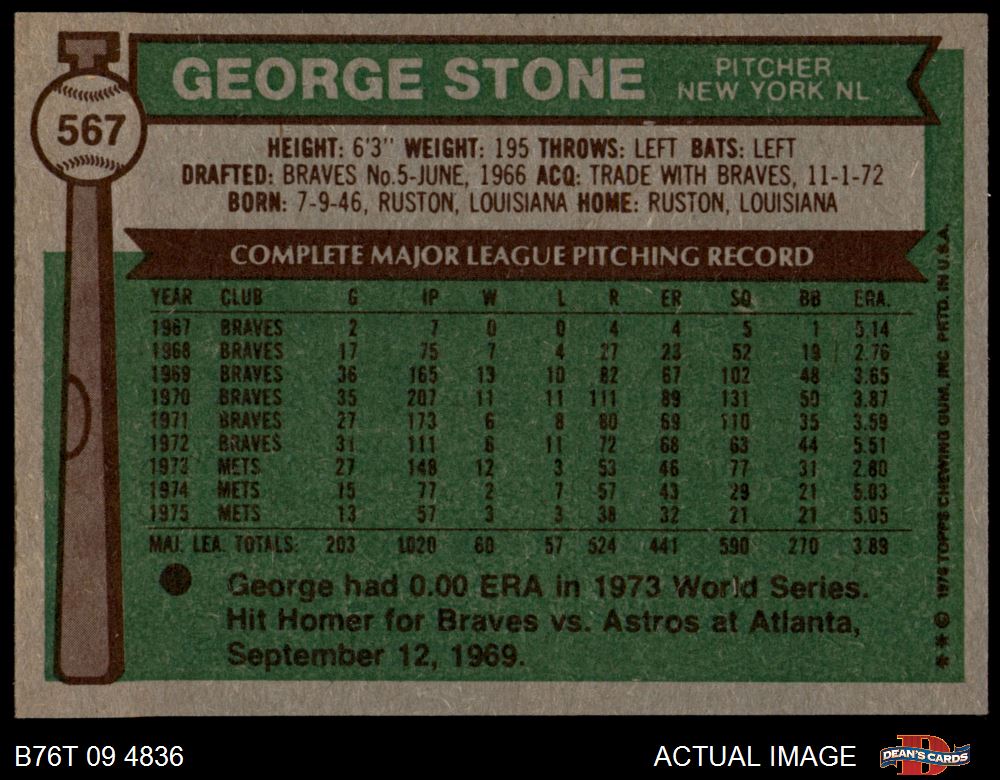 GEORGE STONE
PITCHER
NEW YORK NL
567
HEIGHT: 6'3" WEIGHT: 195 THROWS: LEFT BATS: LEFT
DRAFTED: BRAVES No.5-JUNE, 1966 ACQ: TRADE WITH BRAVES, 11-1-72
BORN: 7-9-46, RUSTON, LOUISIANA HOME: RUSTON, LOUISIANA
COMPLETE MAJOR LEAGUE PITCHING RECORD
YEAR CLUB G IP W L R ER SO BB ERA.
1967 BRAVES 2 7 0 0 4 4 5 1 5.14
1968 BRAVES 17 75 7 4 27 23 52 19 2.76
1969 BRAVES 36 165 13 10 82 67 102 48 3.65
1970 BRAVES 35 207 11 11 111 89 131 50 3.87
1971 BRAVES 27 173 6 8 80 69 110 35 3.59
1972 BRAVES 31 111 6 11 72 68 63 44 5.51
1973 METS 27 148 12 3 53 46 77 31 2.80
1974 METS 15 77 2 7 57 43 29 21 5.03
1975 METS 13 57 3 3 38 32 21 21 5.05
MAJ. LEA. TOTALS: 203 1020 60 57 524 441 590 270 3.89
George had 0.00 ERA in 1973 World Series.
Hit Homer for Braves vs. Astros at Atlanta,
September 12, 1969.
** © 1976 TOPPS CHEWING GUM, INC PRTD. IN U.S.A.
B76T 09 4836
ACTUAL IMAGE
D
DEAN'S CARDS